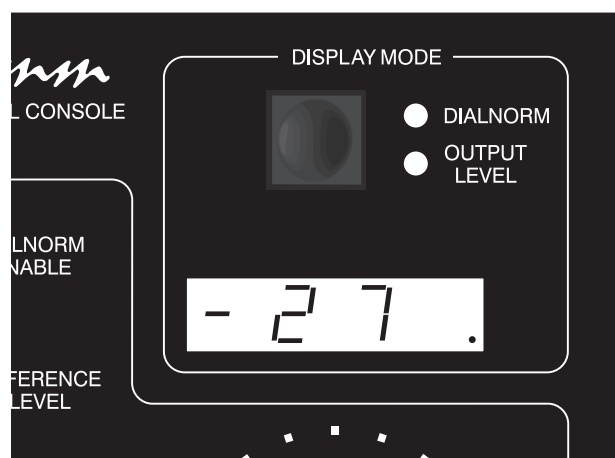 DISPLAY MODE
L CONSOLE
DIALNORM
OUTPUT
LEVEL
LNORM
NABLE
- 27.
FERENCE
LEVEL